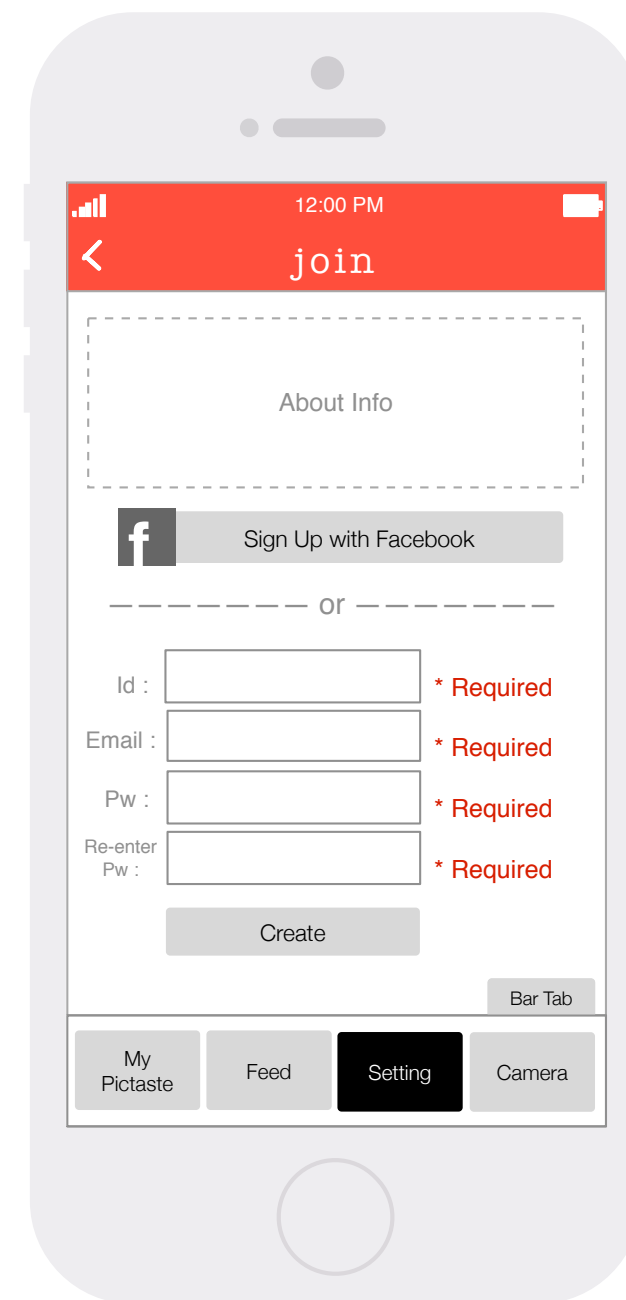 12:00 PM
join
About Info
f Sign Up with Facebook
or
Id : * Required
Email : * Required
Pw : * Required
Re-enter
Pw : * Required
Create
Bar Tab
My
Pictaste
Feed
Setting
Camera